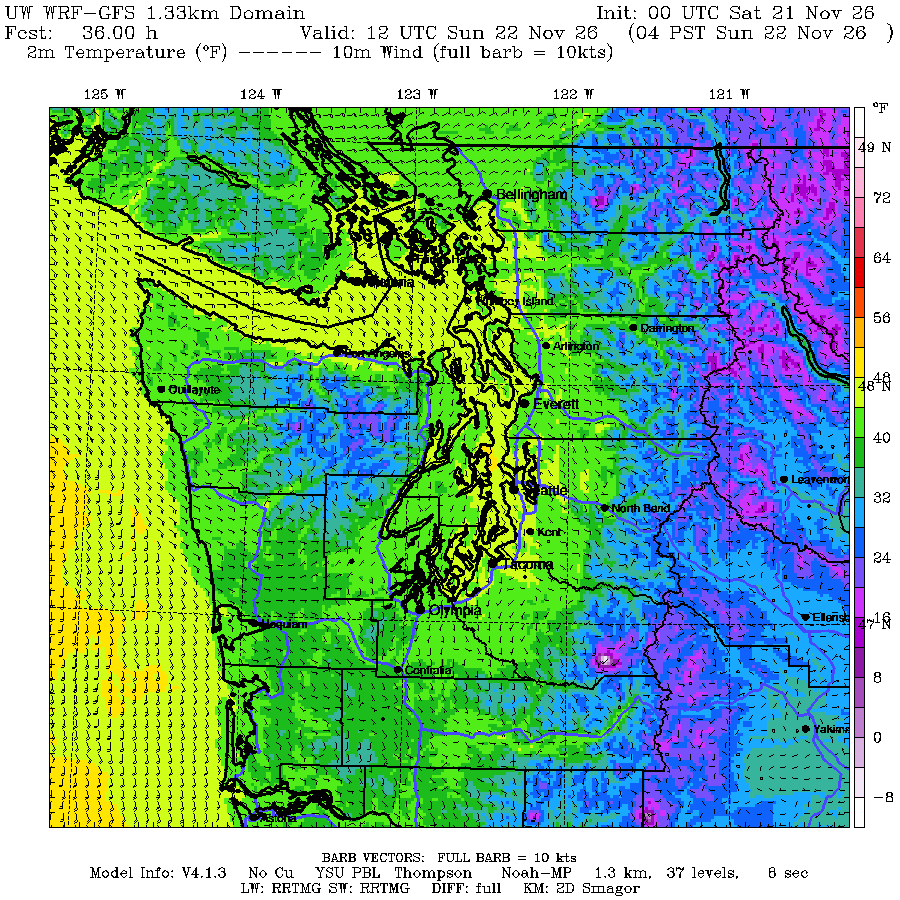 UW WRF-GFS 1.33km Domain Init: 00 UTC Sat 21 Nov 26
Fcst: 36.00 h Valid: 12 UTC Sun 22 Nov 26 (04 PST Sun 22 Nov 26 )
2m Temperature (°F) ------ 10m Wind (full barb = 10kts)
125 W 124 W 123 W 122 W 121 W
°F
49 N
Bellingham
72
64
Darrington
56
Arlington
Port Angeles
48
48 N
Quillayute
Everett
40
Leavenwor
Seattle
32
North Bend
Kent
Tacoma
24
Olympia
16
Ellensb
47 N
Hoquiam
Centralia
8
Yakima
0
−8
Astoria
BARB VECTORS: FULL BARB = 10 kts
Model Info: V4.1.3 No Cu YSU PBL Thompson Noah-MP 1.3 km, 37 levels, 8 sec
LW: RRTMG SW: RRTMG DIFF: full KM: 2D Smagor